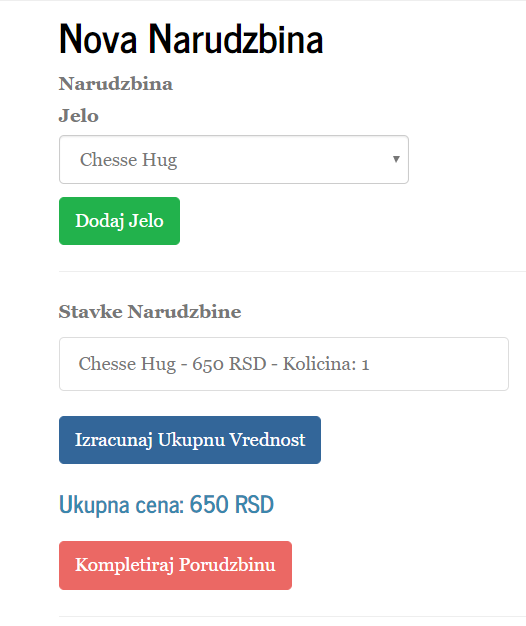 Nova Narudzbina
Narudzbina
Jelo
Chesse Hug
Dodaj Jelo
Stavke Narudzbine
Chesse Hug - 650 RSD - Kolicina: 1
Izracunaj Ukupnu Vrednost
Ukupna cena: 650 RSD
Kompletiraj Porudzbinu